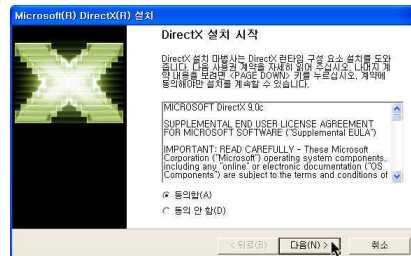 Microsoft(R) DirectX(R) 설치
DirectX 설치 시작
DirectX 설치 마법사는 DirectX 런타임 구성 요소 설치를 도와
줍니다. 다음 사용권 계약을 자세히 읽어 주십시오. 나머지 계
약 내용을 보려면 <PAGE DOWN> 키를 누르십시오. 계약에
동의해야만 설치를 계속할 수 있습니다.
MICROSOFT DirectX 9.0c
SUPPLEMENTAL END USER LICENSE AGREEMENT
FOR MICROSOFT SOFTWARE ("Supplemental EULA")
IMPORTANT: READ CAREFULLY - These Microsoft
Corporation ("Microsoft") operating system components,
including any "online" or electronic documentation ("OS
Components") are subject to the terms and conditions of
동의함(A)
동의 안 함(D)
< 뒤로(B) 다음(N) > 취소